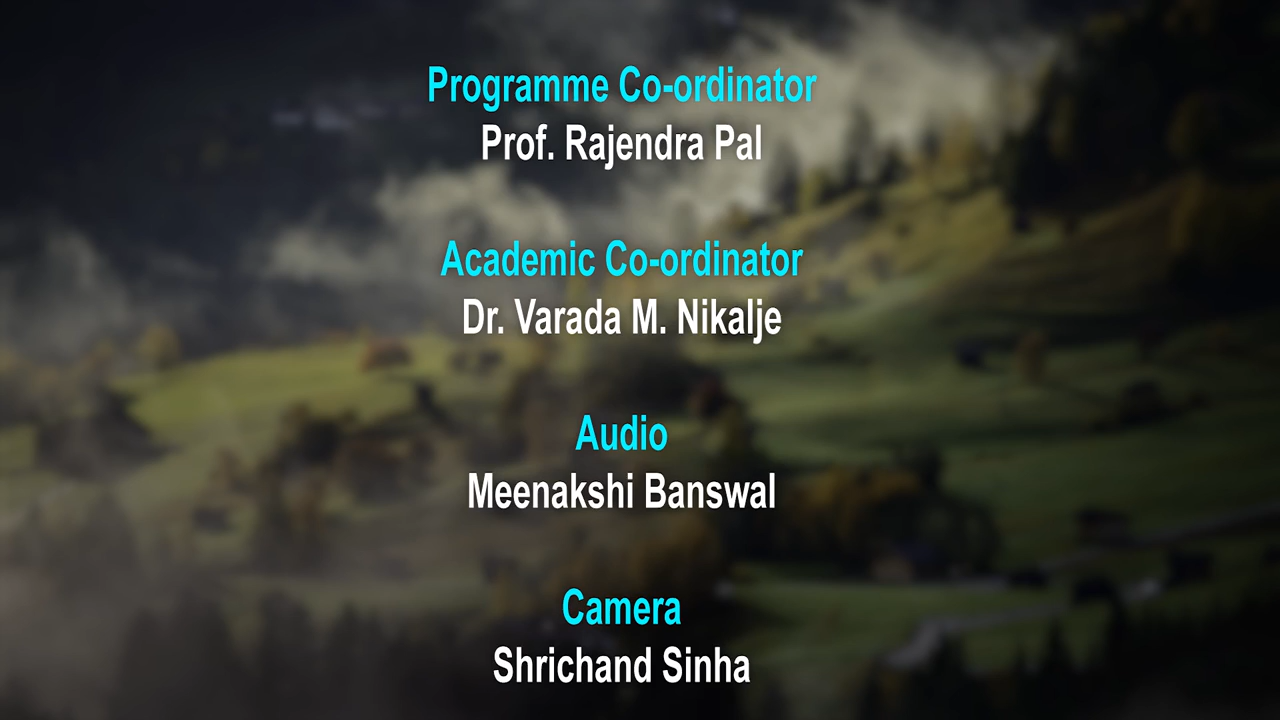 Programme Co-ordinator
Prof. Rajendra Pal
Academic Co-ordinator
Dr. Varada M. Nikalje
Audio
Meenakshi Banswal
Camera
Shrichand Sinha